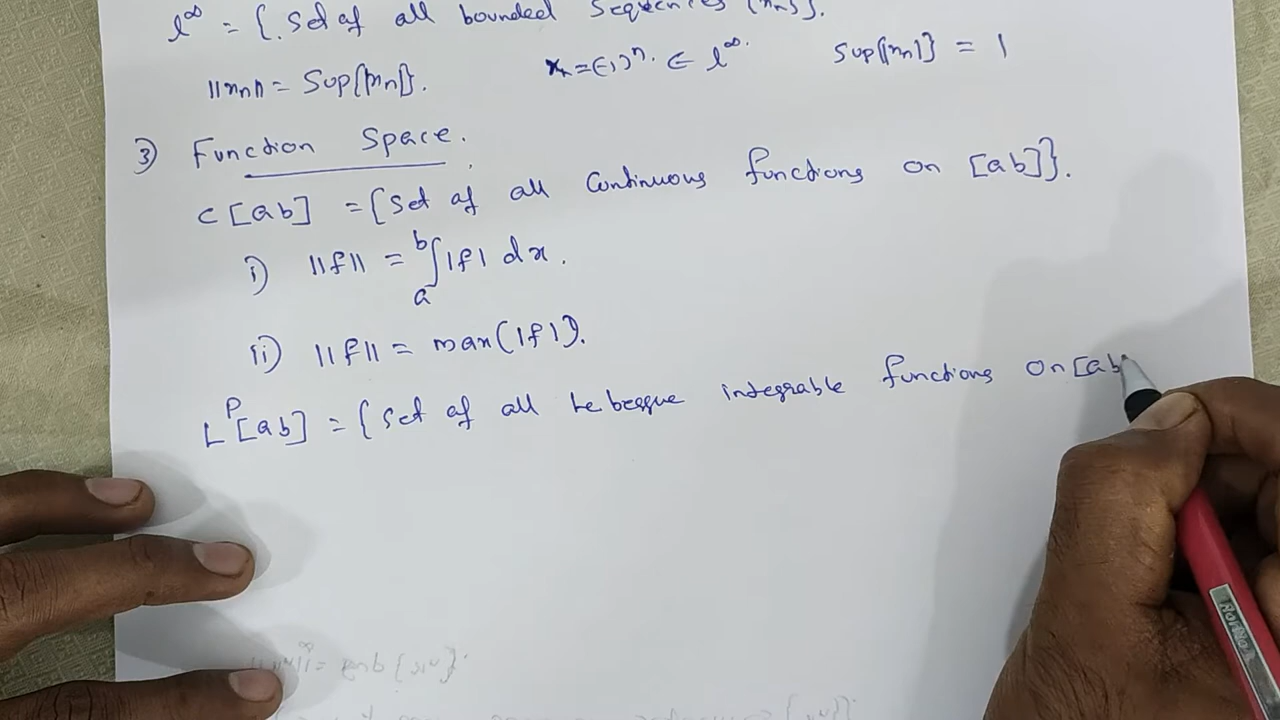 l^∞ = { Set of all bounded Sequences (xn)}.
||xn|| = Sup{|xn|}. xn = (-1)^n. ∈ l^∞. Sup{|xn|} = 1
3) Function Space.
C[ab] = {Set of all Continuous functions on [ab]}.
i) ||f|| = ∫_a^b |f| dx.
ii) ||f|| = max(|f|).
L^P[ab] = { Set of all Lebesgue integrable functions on [ab